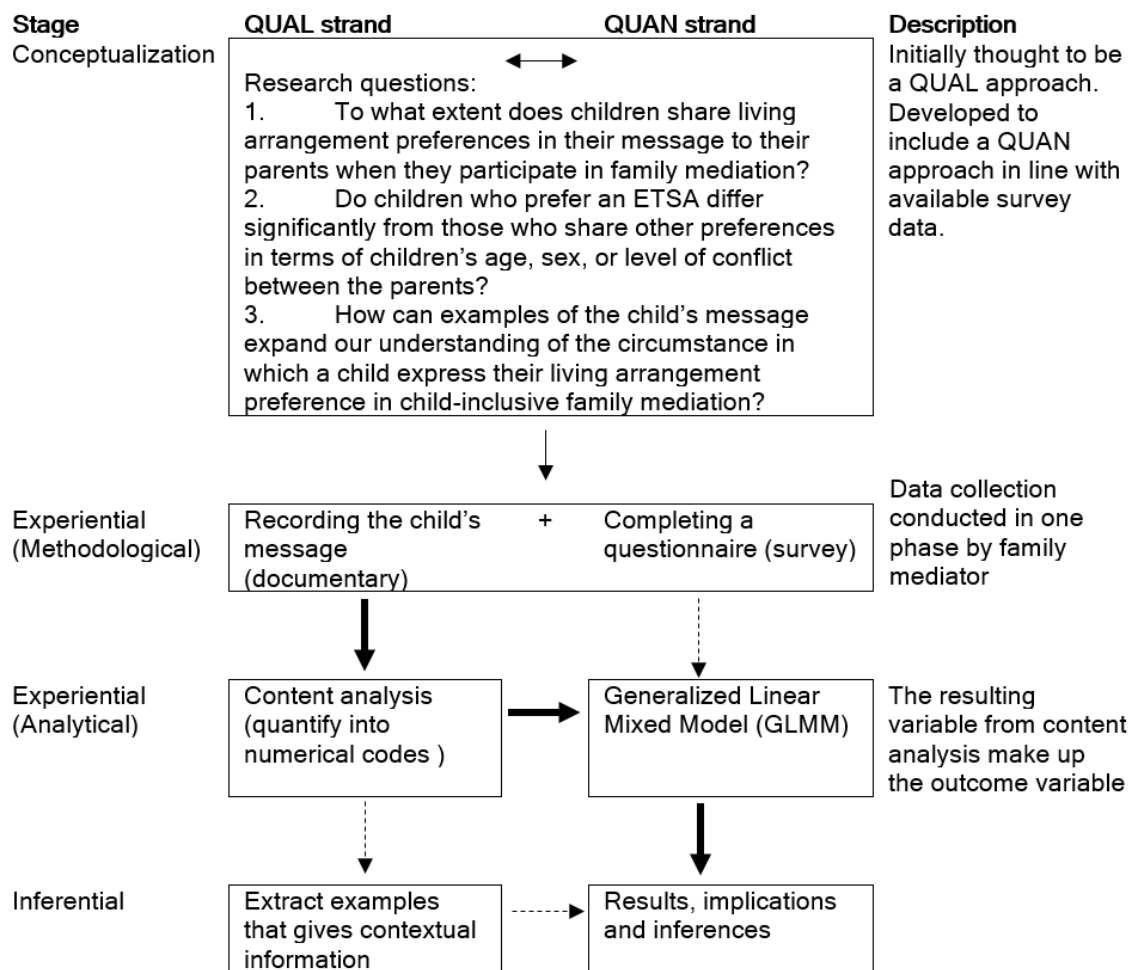 Stage
QUAL strand
QUAN strand
Description
Conceptualization
Research questions:
1. To what extent does children share living
arrangement preferences in their message to their
parents when they participate in family mediation?
2. Do children who prefer an ETSA differ
significantly from those who share other preferences
in terms of children’s age, sex, or level of conflict
between the parents?
3. How can examples of the child’s message
expand our understanding of the circumstance in
which a child express their living arrangement
preference in child-inclusive family mediation?
Initially thought to be
a QUAL approach.
Developed to
include a QUAN
approach in line with
available survey
data.
Experiential
(Methodological)
Recording the child’s
message
(documentary)
+
Completing a
questionnaire (survey)
Data collection
conducted in one
phase by family
mediator
Experiential
(Analytical)
Content analysis
(quantify into
numerical codes )
Generalized Linear
Mixed Model (GLMM)
The resulting
variable from content
analysis make up
the outcome variable
Inferential
Extract examples
that gives contextual
information
Results, implications
and inferences